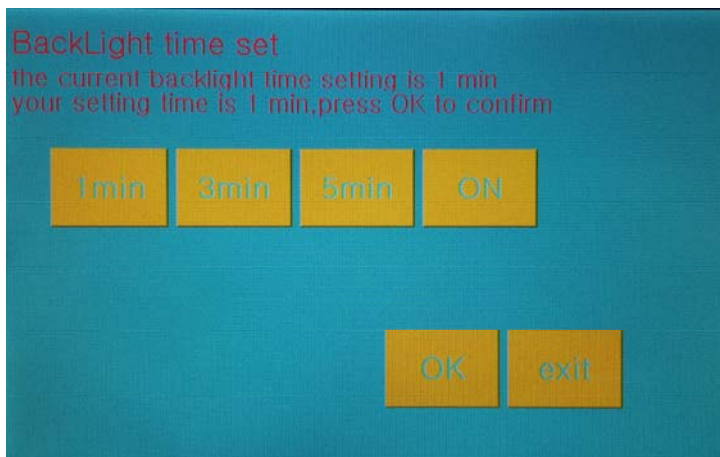 BackLight time set
the current backlight time setting is 1 min
your setting time is 1 min,press OK to confirm
1min 3min 5min ON
OK exit